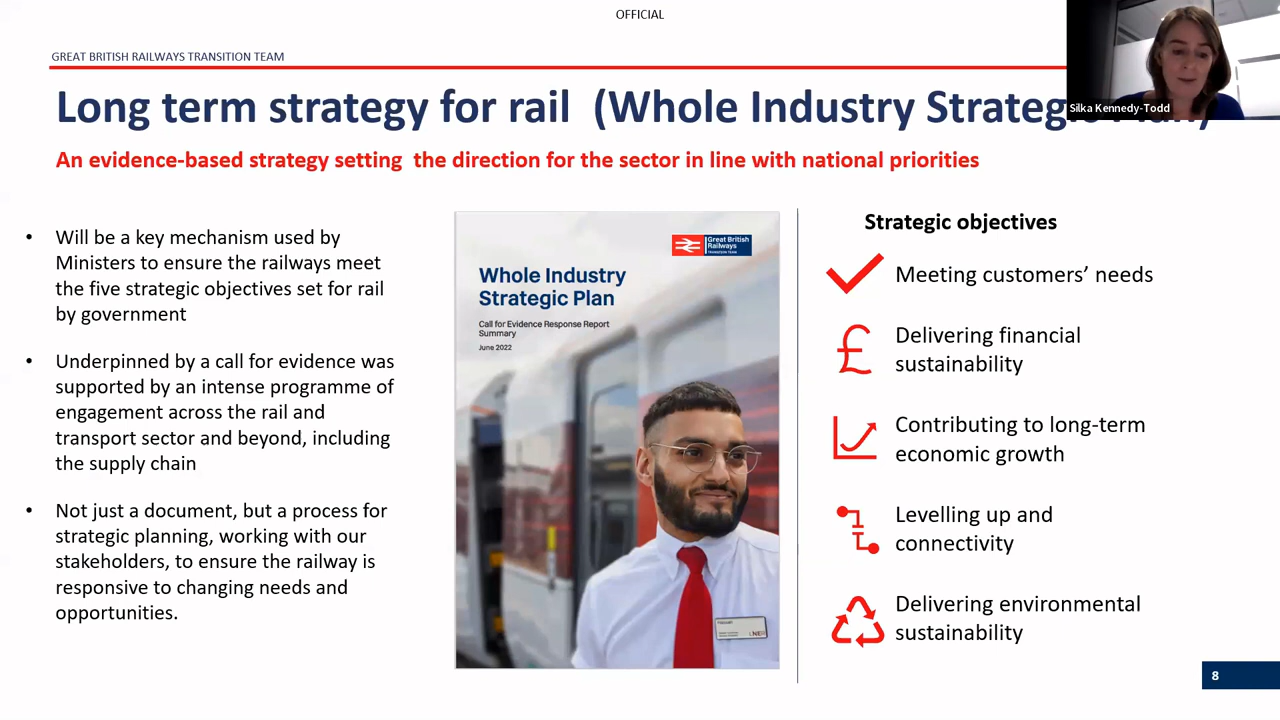 OFFICIAL
GREAT BRITISH RAILWAYS TRANSITION TEAM
Long term strategy for rail (Whole Industry Strategic Plan)
Silka Kennedy-Todd
An evidence-based strategy setting the direction for the sector in line with national priorities
• Will be a key mechanism used by
Ministers to ensure the railways meet
the five strategic objectives set for rail
by government
• Underpinned by a call for evidence was
supported by an intense programme of
engagement across the rail and
transport sector and beyond, including
the supply chain
• Not just a document, but a process for
strategic planning, working with our
stakeholders, to ensure the railway is
responsive to changing needs and
opportunities.
Great British
Railways
TRANSITION TEAM
Whole Industry
Strategic Plan
Call for Evidence Response Report
Summary
June 2022
LNER
Strategic objectives
Meeting customers’ needs
£
Delivering financial
sustainability
Contributing to long-term
economic growth
Levelling up and
connectivity
Delivering environmental
sustainability
8